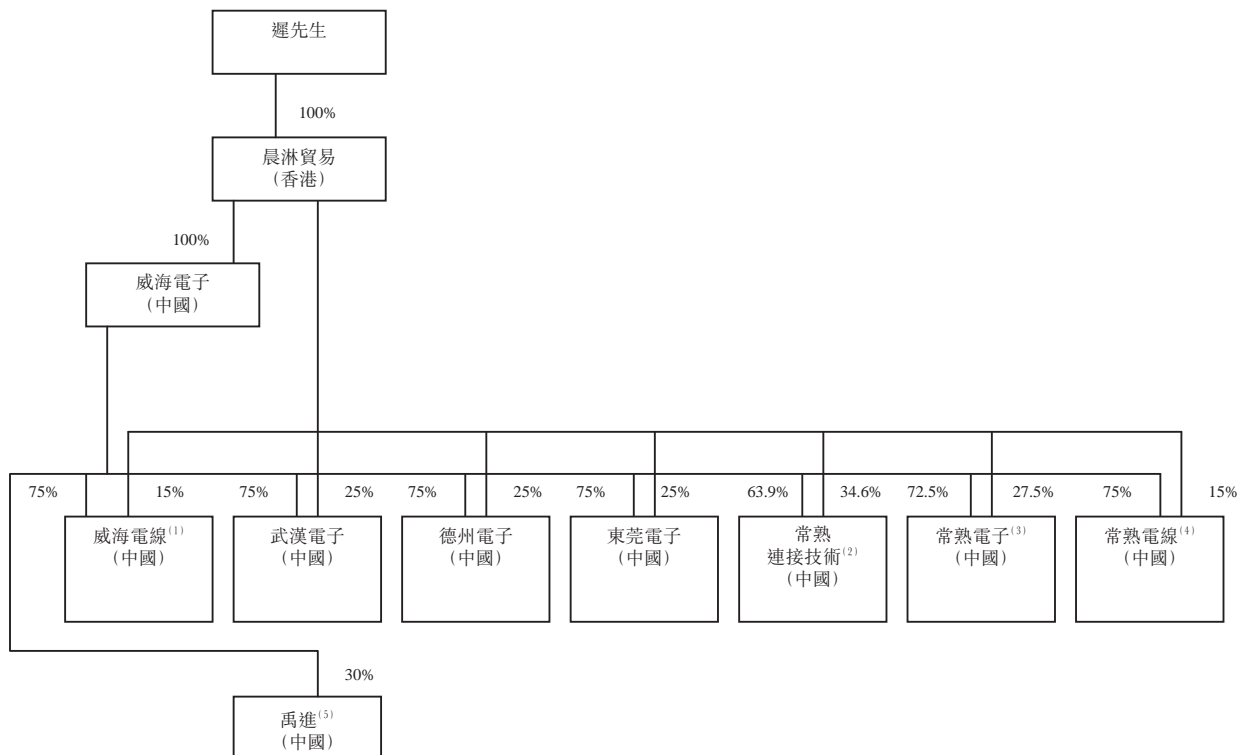 遲先生
100%
晨淋貿易
(香港)
100%
威海電子
(中國)
75%
15%
75%
25%
75%
25%
75%
25%
63.9%
34.6%
72.5%
27.5%
75%
15%
威海電線(1)
(中國)
武漢電子
(中國)
德州電子
(中國)
東莞電子
(中國)
常熟
連接技術(2)
(中國)
常熟電子(3)
(中國)
常熟電線(4)
(中國)
30%
禹進(5)
(中國)